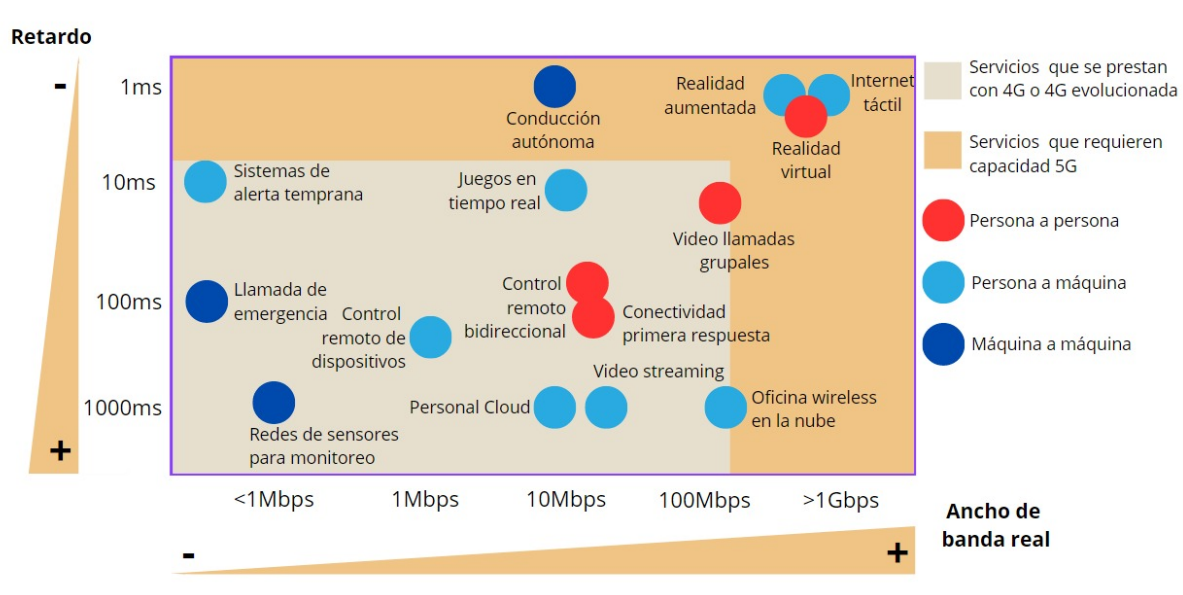 Retardo
-
1ms
10ms
100ms
1000ms
+
Conducción
autónoma
Realidad
aumentada
Internet
táctil
Realidad
virtual
Sistemas de
alerta temprana
Juegos en
tiempo real
Video llamadas
grupales
Llamada de
emergencia
Control
remoto de
dispositivos
Control
remoto
bidireccional
Conectividad
primera respuesta
Video streaming
Personal Cloud
Oficina wireless
en la nube
Redes de sensores
para monitoreo
<1Mbps
1Mbps
10Mbps
100Mbps
>1Gbps
Ancho de
banda real
-
+
Servicios que se prestan
con 4G o 4G evolucionada
Servicios que requieren
capacidad 5G
Persona a persona
Persona a máquina
Máquina a máquina